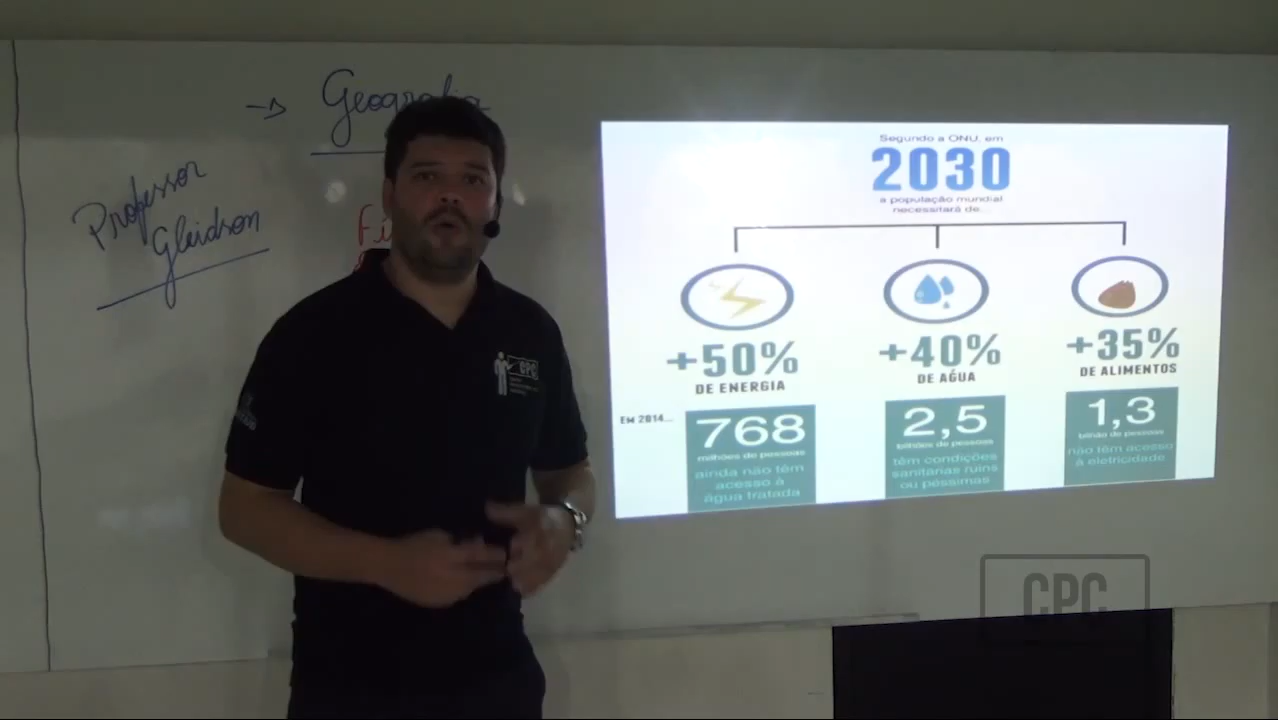 Geografia
Professor
Gleidson
Segundo a ONU, em
2030
a população mundial
necessitará de...
+50%
DE ENERGIA
+40%
DE AGUA
+35%
DE ALIMENTOS
EM 2014...
768
milhões de pessoas
ainda não têm
acesso à
água tratada
2,5
bilhões de pessoas
têm condições
sanitárias ruins
ou péssimas
1,3
bilhão de pessoas
não têm acesso
à eletricidade
CPC
CPC